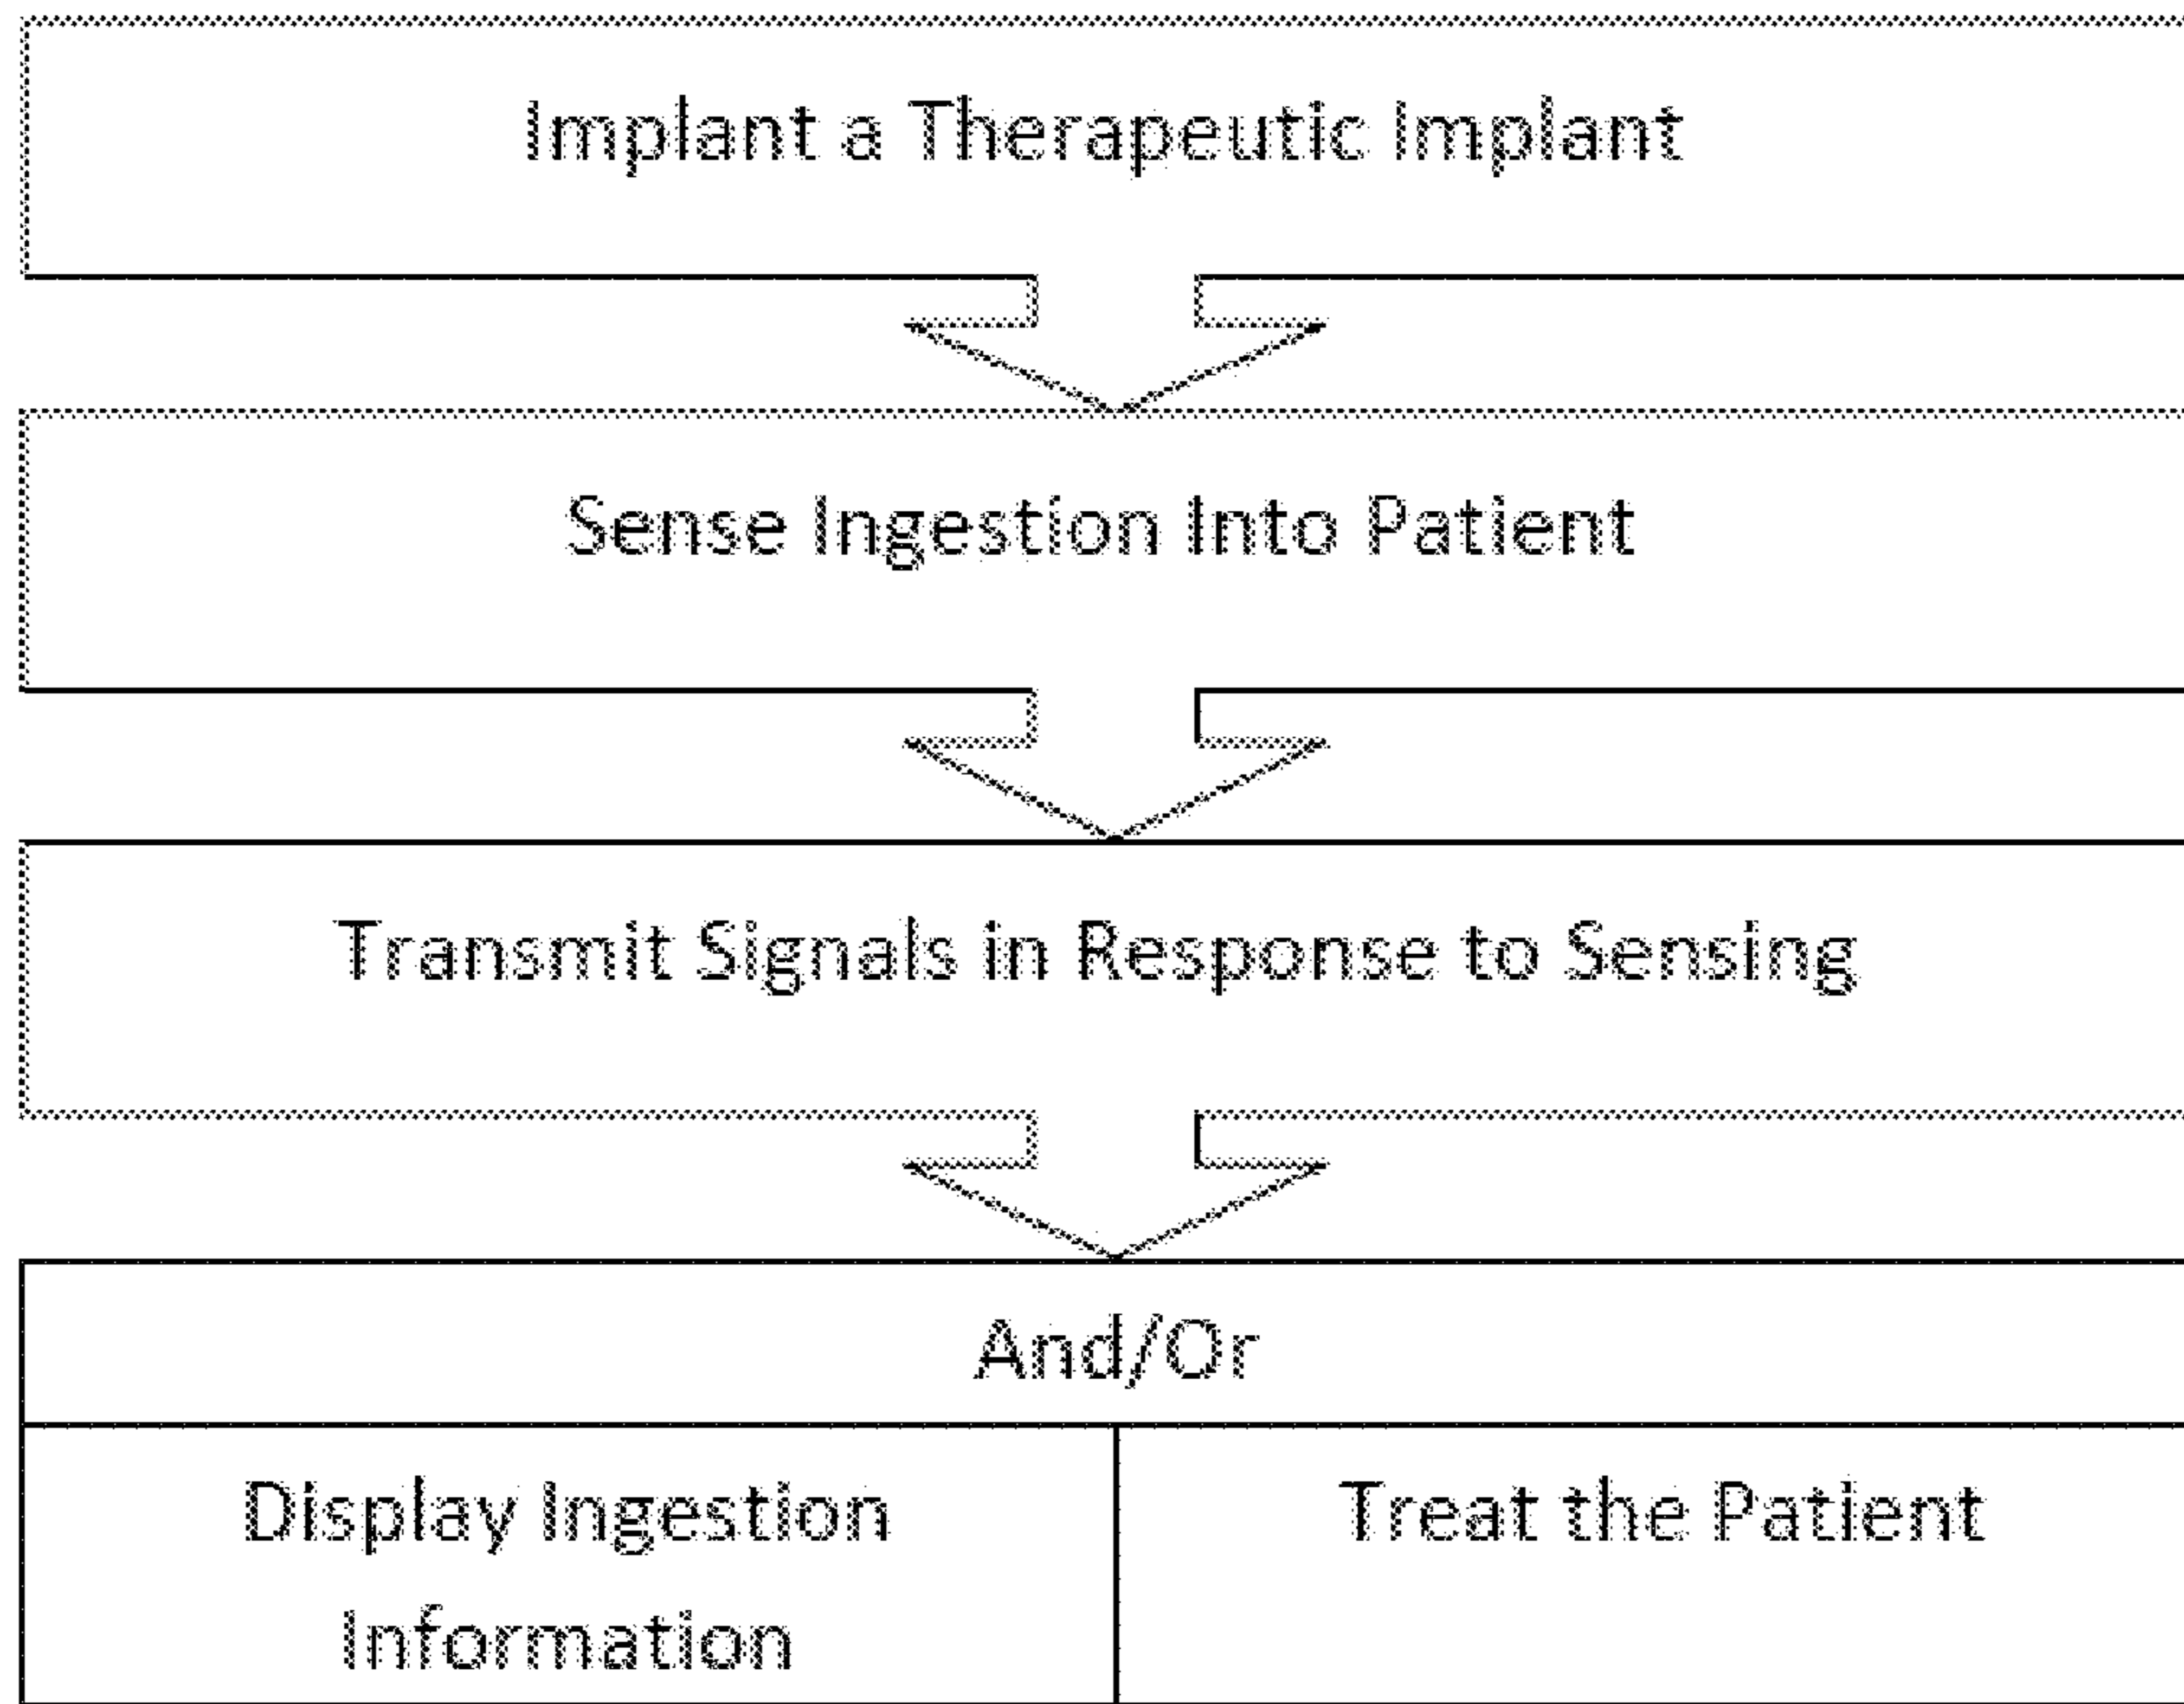 Implant a Therapeutic Implant
Sense Ingestion Into Patient
Transmit Signals in Response to Sensing
And/Or
Display Ingestion
Information
Treat the Patient